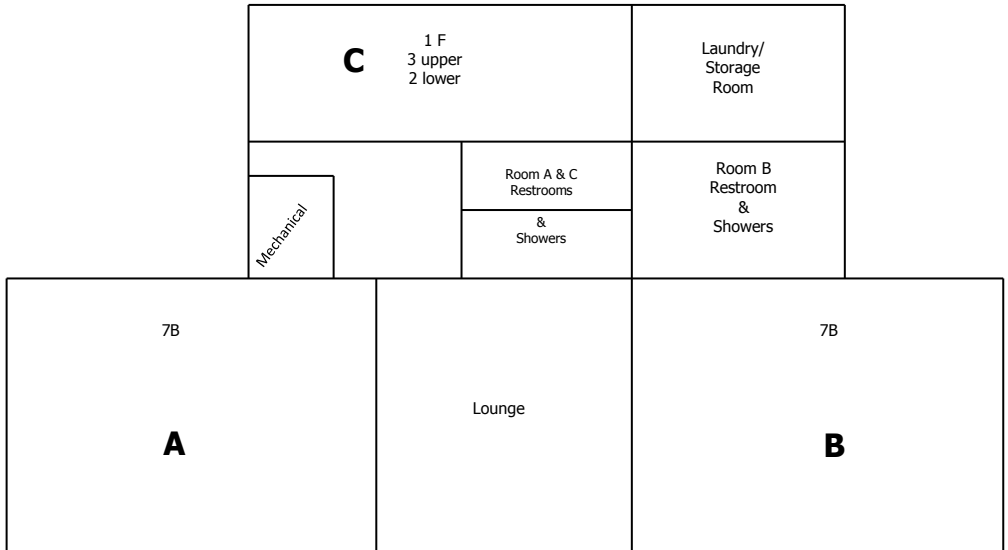 C
1 F
3 upper
2 lower
Laundry/
Storage
Room
Room A & C
Restrooms
&
Showers
Room B
Restroom
&
Showers
Mechanical
7B
A
Lounge
7B
B